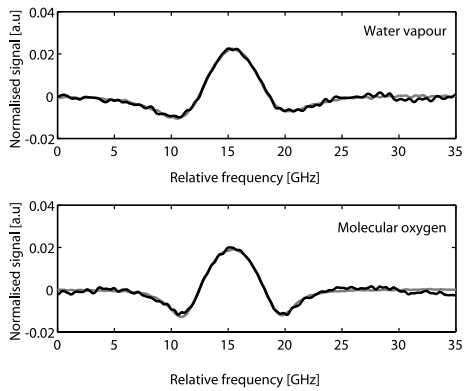 Normalised signal [a.u]
0.04
0.02
0
-0.02
Water vapour
0 5 10 15 20 25 30 35
Relative frequency [GHz]
Normalised signal [a.u]
0.04
0.02
0
-0.02
Molecular oxygen
0 5 10 15 20 25 30 35
Relative frequency [GHz]